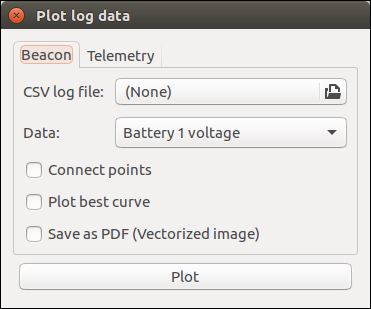 Plot log data
Beacon Telemetry
CSV log file: (None)
Data: Battery 1 voltage
Connect points
Plot best curve
Save as PDF (Vectorized image)
Plot